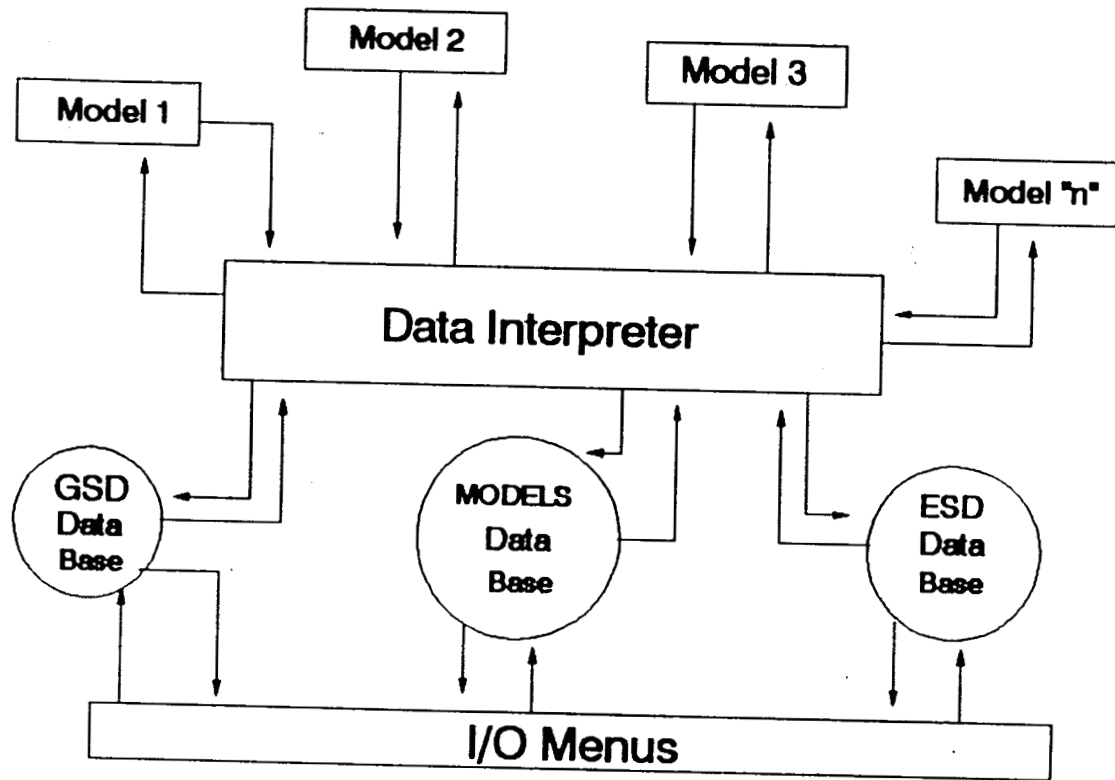 Model 2
Model 3
Model 1
Model "n"
Data Interpreter
GSD
Data
Base
MODELS
Data
Base
ESD
Data
Base
I/O Menus